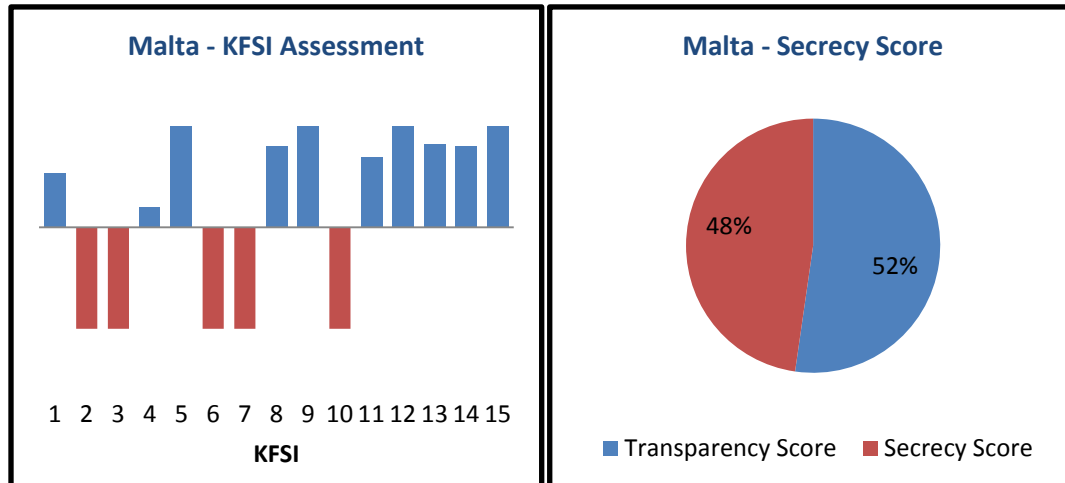 Malta - KFSI Assessment
1 2 3 4 5 6 7 8 9 10 11 12 13 14 15
KFSI
Malta - Secrecy Score
48%
52%
Transparency Score Secrecy Score